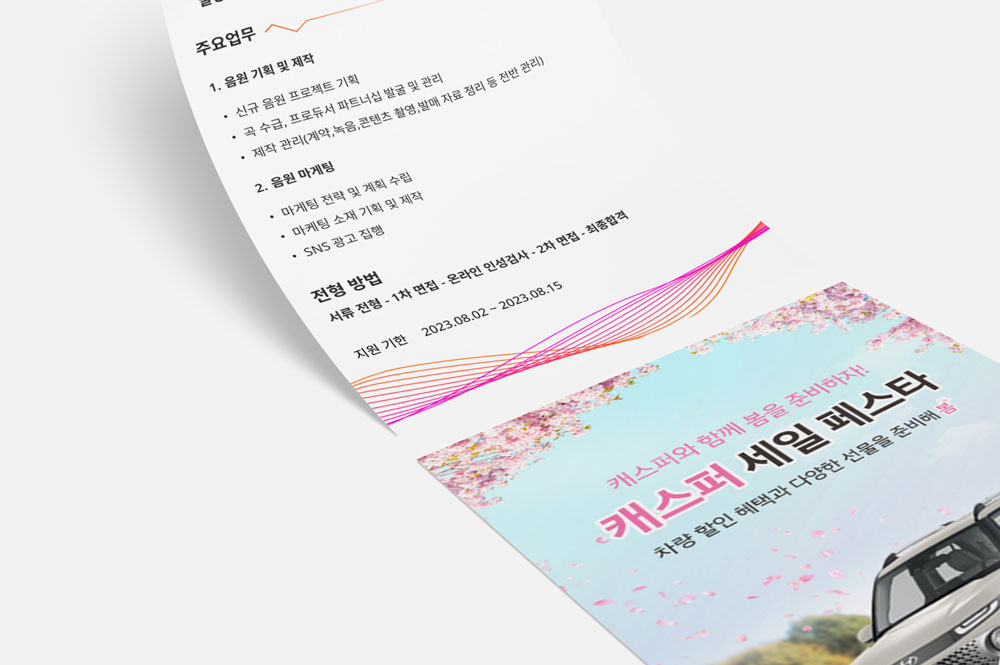 주요업무
1. 음원 기획 및 제작
• 신규 음원 프로젝트 기획
• 곡 수급, 프로듀서 파트너십 발굴 및 관리
• 제작 관리(계약,녹음,콘텐츠 촬영,발매 자료 정리 등 전반 관리)
2. 음원 마게팅
• 마게팅 전략 및 계획 수립
• 마케팅 소재 기획 및 제작
• SNS 광고 집행
전형 방법
서류 전형 - 1차 면접 - 온라인 인성검사 - 2차 면접 - 최종합격
지원 기한 2023.08.02 ~ 2023.08.15
캐스퍼와 함께 봄을 준비하자!
캐스퍼 세일 페스타
차량 할인 혜택과 다양한 선물을 준비해 봄